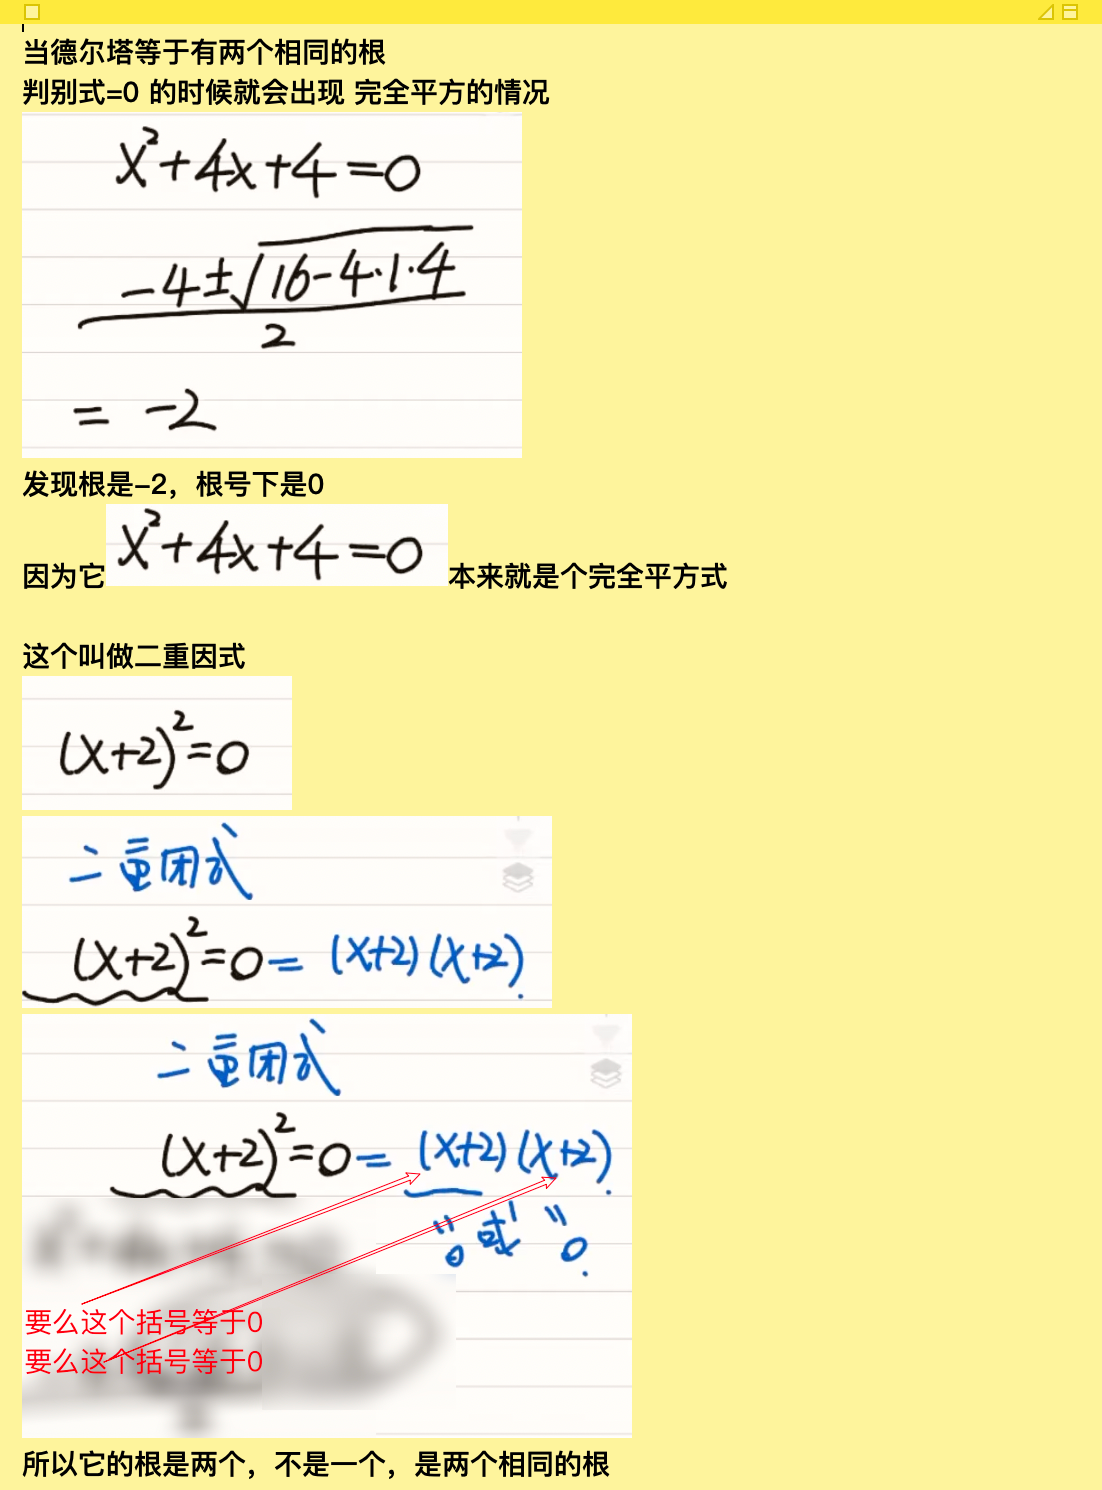 当德尔塔等于有两个相同的根
判别式=0 的时候就会出现 完全平方的情况
x²+4x+4=0
-4±√16-4·1·4
2
= -2
发现根是-2，根号下是0
因为它 x²+4x+4=0 本来就是个完全平方式
这个叫做二重因式
(x+2)²=0
二重因式
(x+2)²=0= (x+2)(x+2)
二重因式
(x+2)²=0= (x+2)(x+2)
"0 或 "0
要么这个括号等于0
要么这个括号等于0
所以它的根是两个，不是一个，是两个相同的根